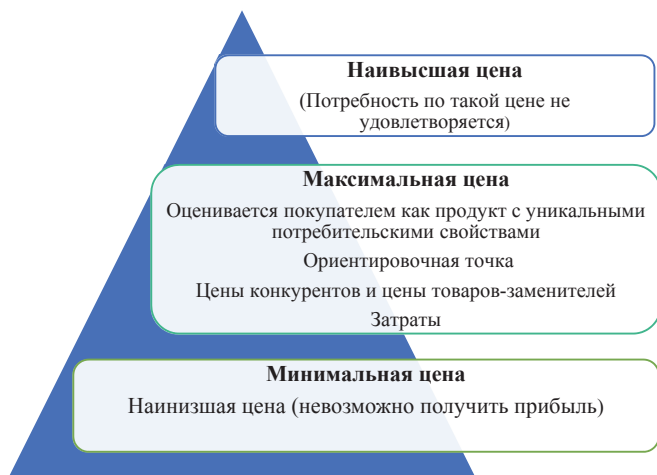 Наивысшая цена
(Потребность по такой цене не
удовлетворяется)
Максимальная цена
Оценивается покупателем как продукт с уникальными
потребительскими свойствами
Ориентировочная точка
Цены конкурентов и цены товаров-заменителей
Затраты
Минимальная цена
Наинизшая цена (невозможно получить прибыль)